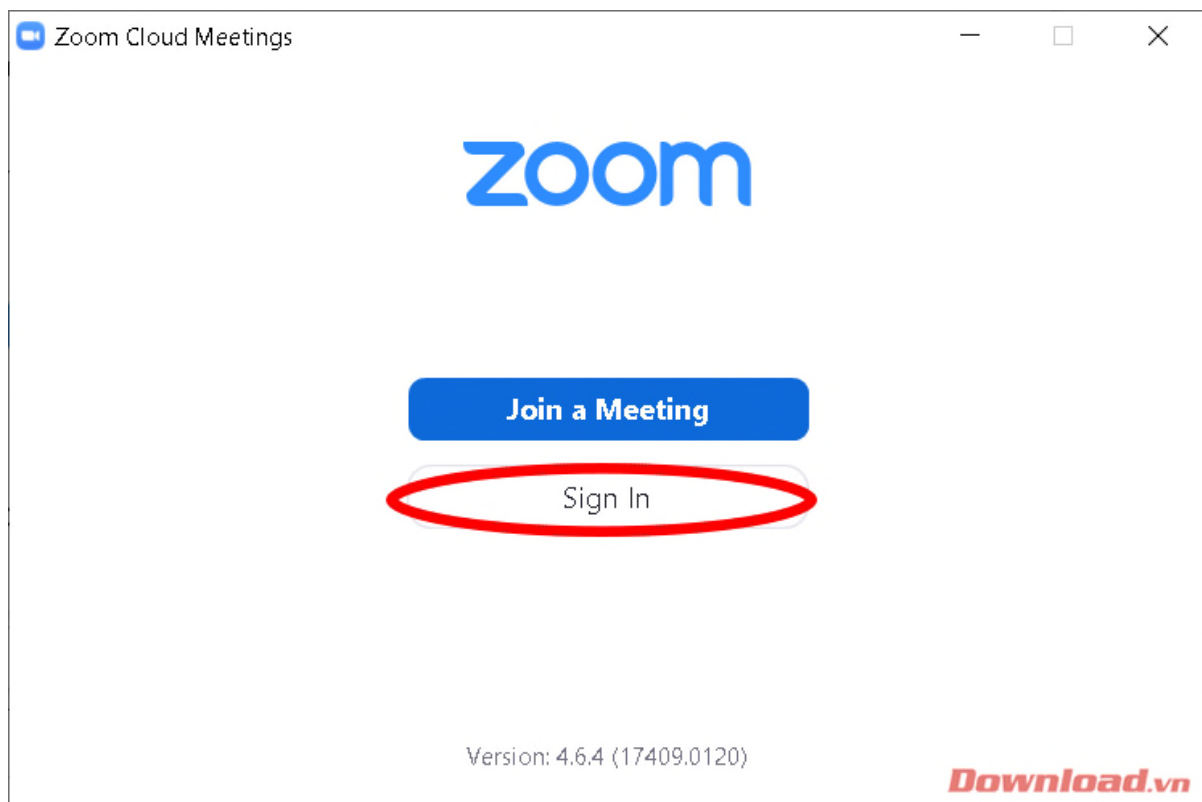 Zoom Cloud Meetings
zoom
Join a Meeting
Sign In
Version: 4.6.4 (17409.0120)
Download.vn